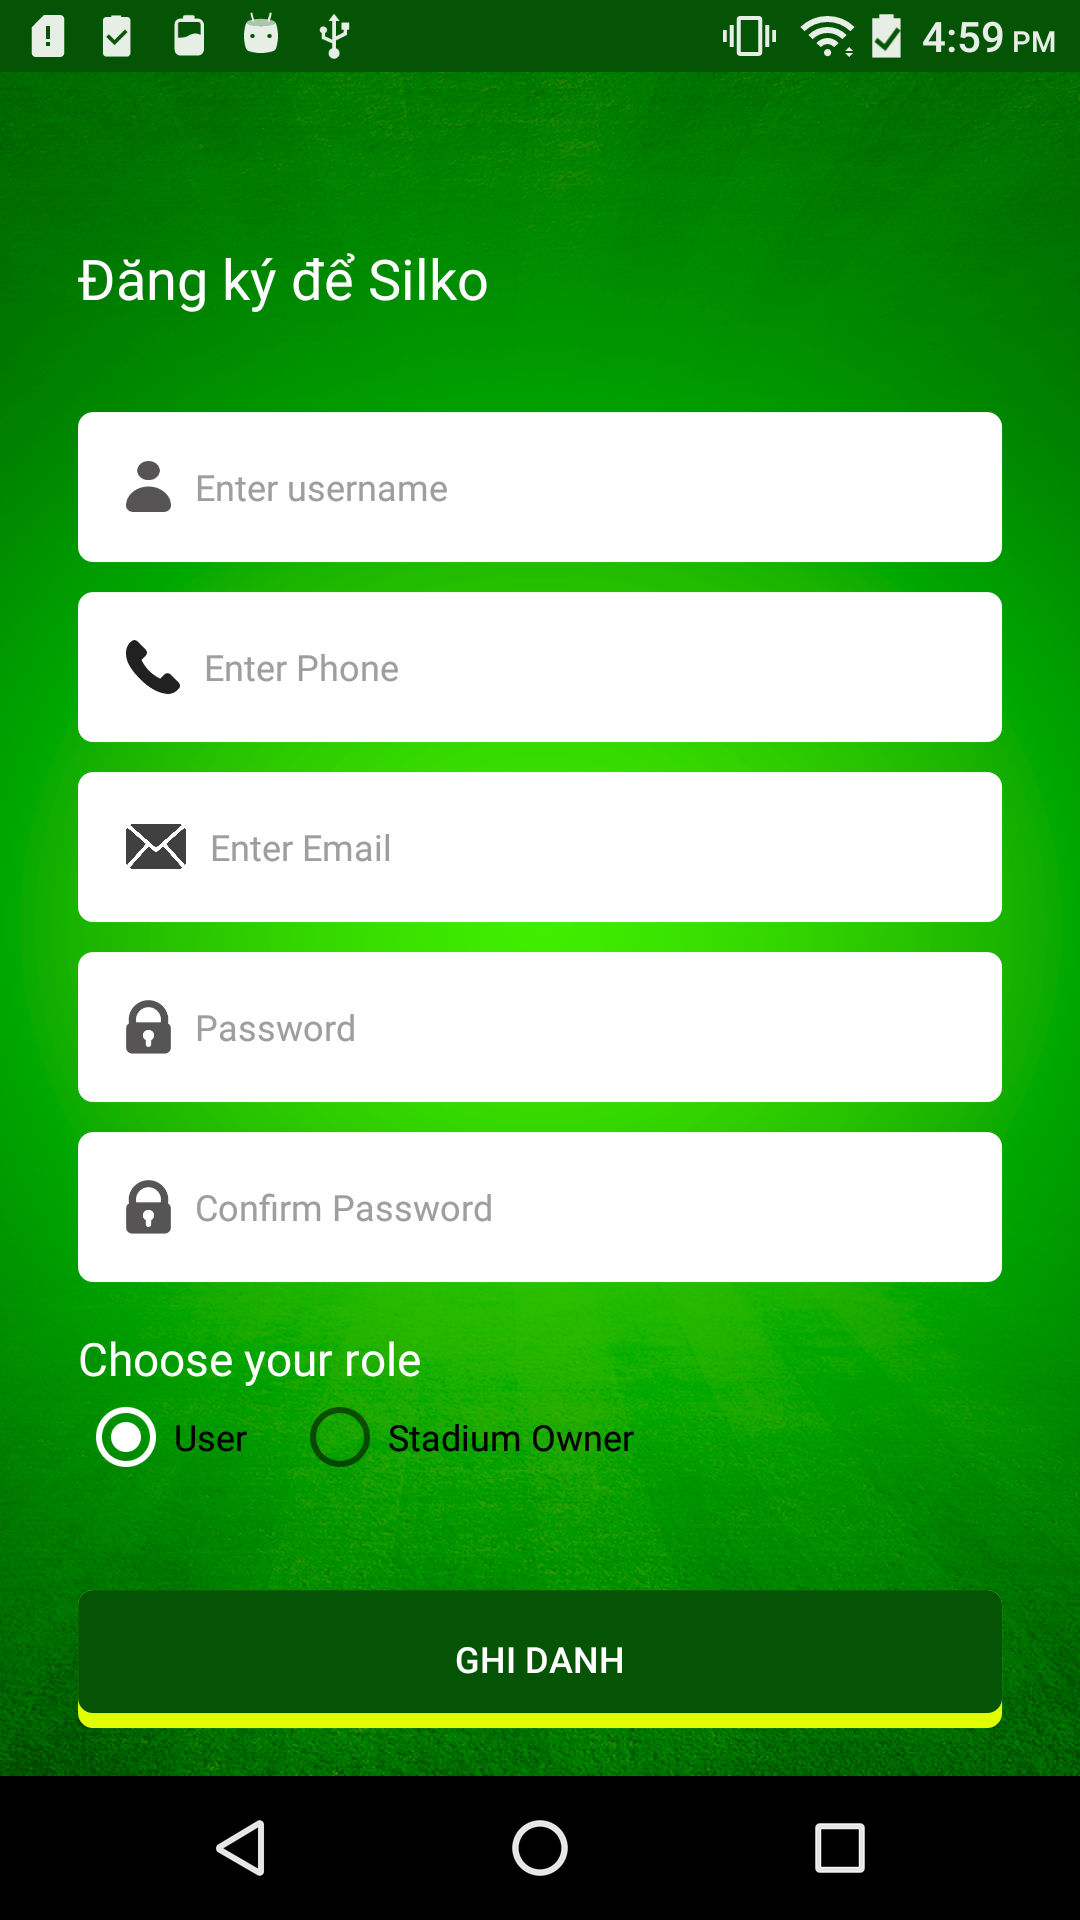 4:59 PM
Đăng ký để Silko
Enter username
Enter Phone
Enter Email
Password
Confirm Password
Choose your role
User
Stadium Owner
GHI DANH